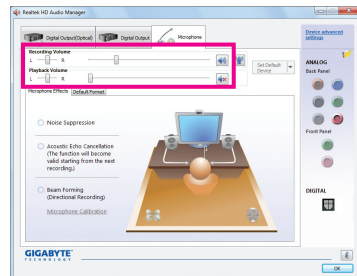 Realtek HD Audio Manager
Digital Output(Optical)
Digital Output
Microphone
Device advanced
settings
Recording Volume
L
R
Set Default
Device
Playback Volume
L
R
Microphone Effects
Default Format
Noise Suppression
Acoustic Echo Cancellation
(The function will become
valid starting from the next
recording.)
Beam Forming
(Directional Recording)
Microphone Calibration
ANALOG
Back Panel
Front Panel
DIGITAL
GIGABYTE™
TECHNOLOGY
OK